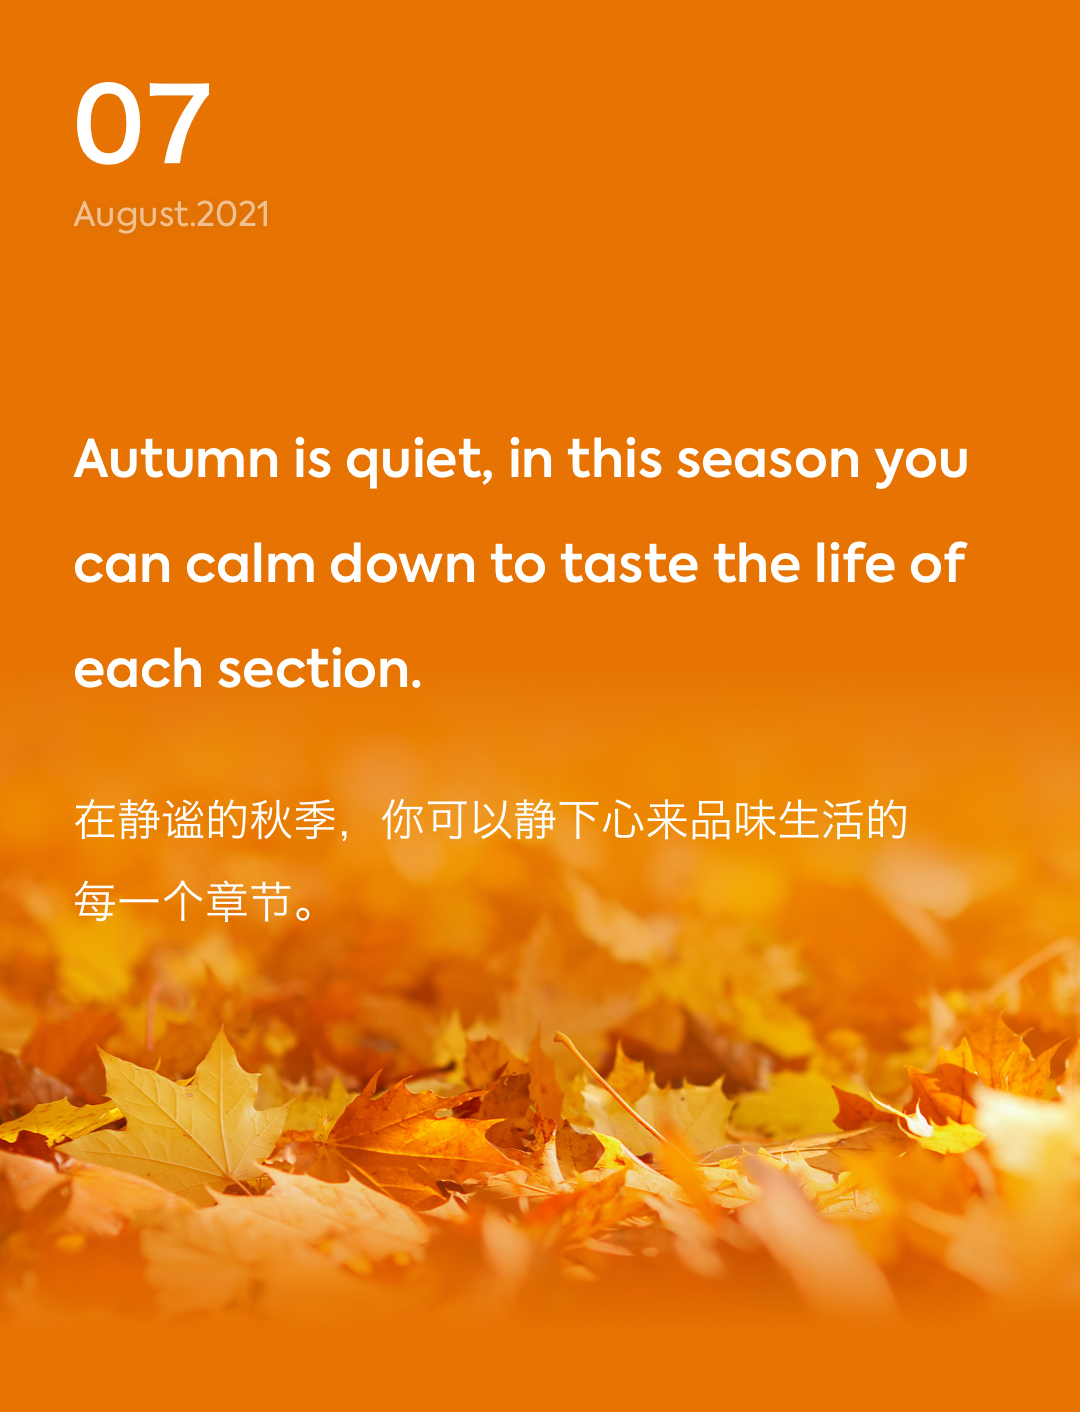 07
August.2021
Autumn is quiet, in this season you
can calm down to taste the life of
each section.
在静谧的秋季，你可以静下心来品味生活的
每一个章节。